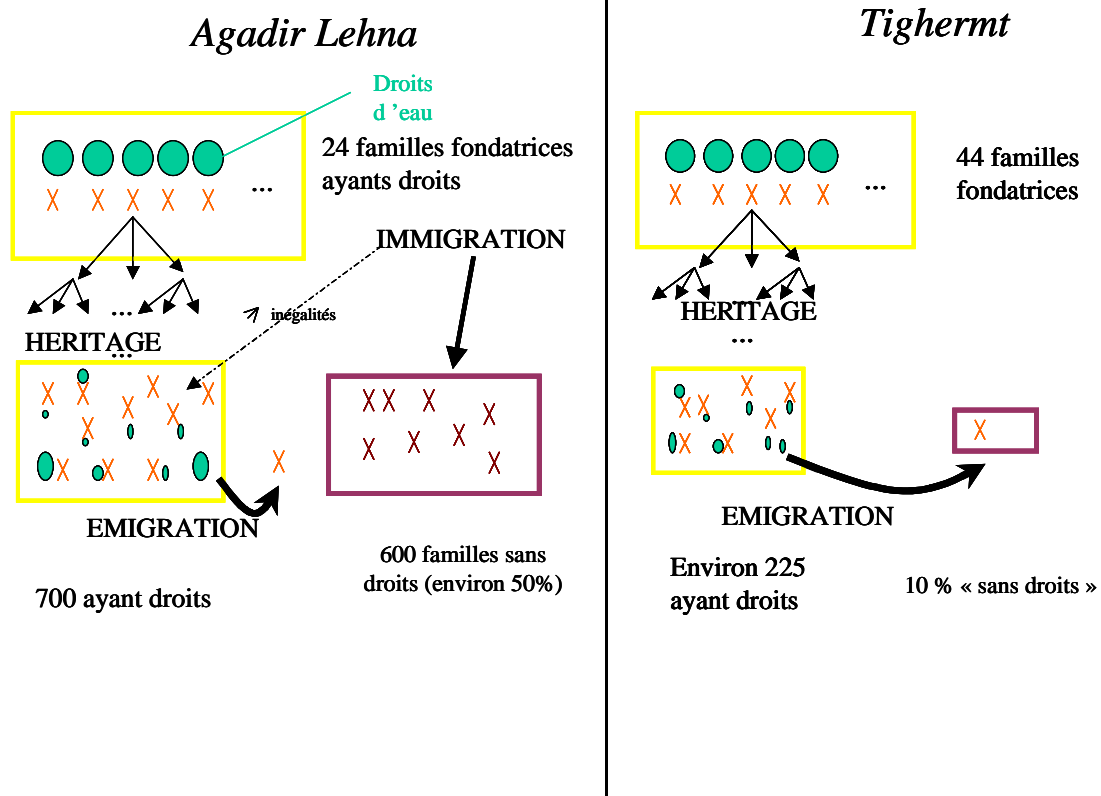 Agadir Lehna
Droits
d ’eau
24 familles fondatrices
ayants droits
...
IMMIGRATION
...
inégalités
HERITAGE
...
EMIGRATION
600 familles sans
droits (environ 50%)
700 ayant droits
Tighermt
44 familles
fondatrices
...
...
HERITAGE
...
EMIGRATION
Environ 225
ayant droits
10 % « sans droits »